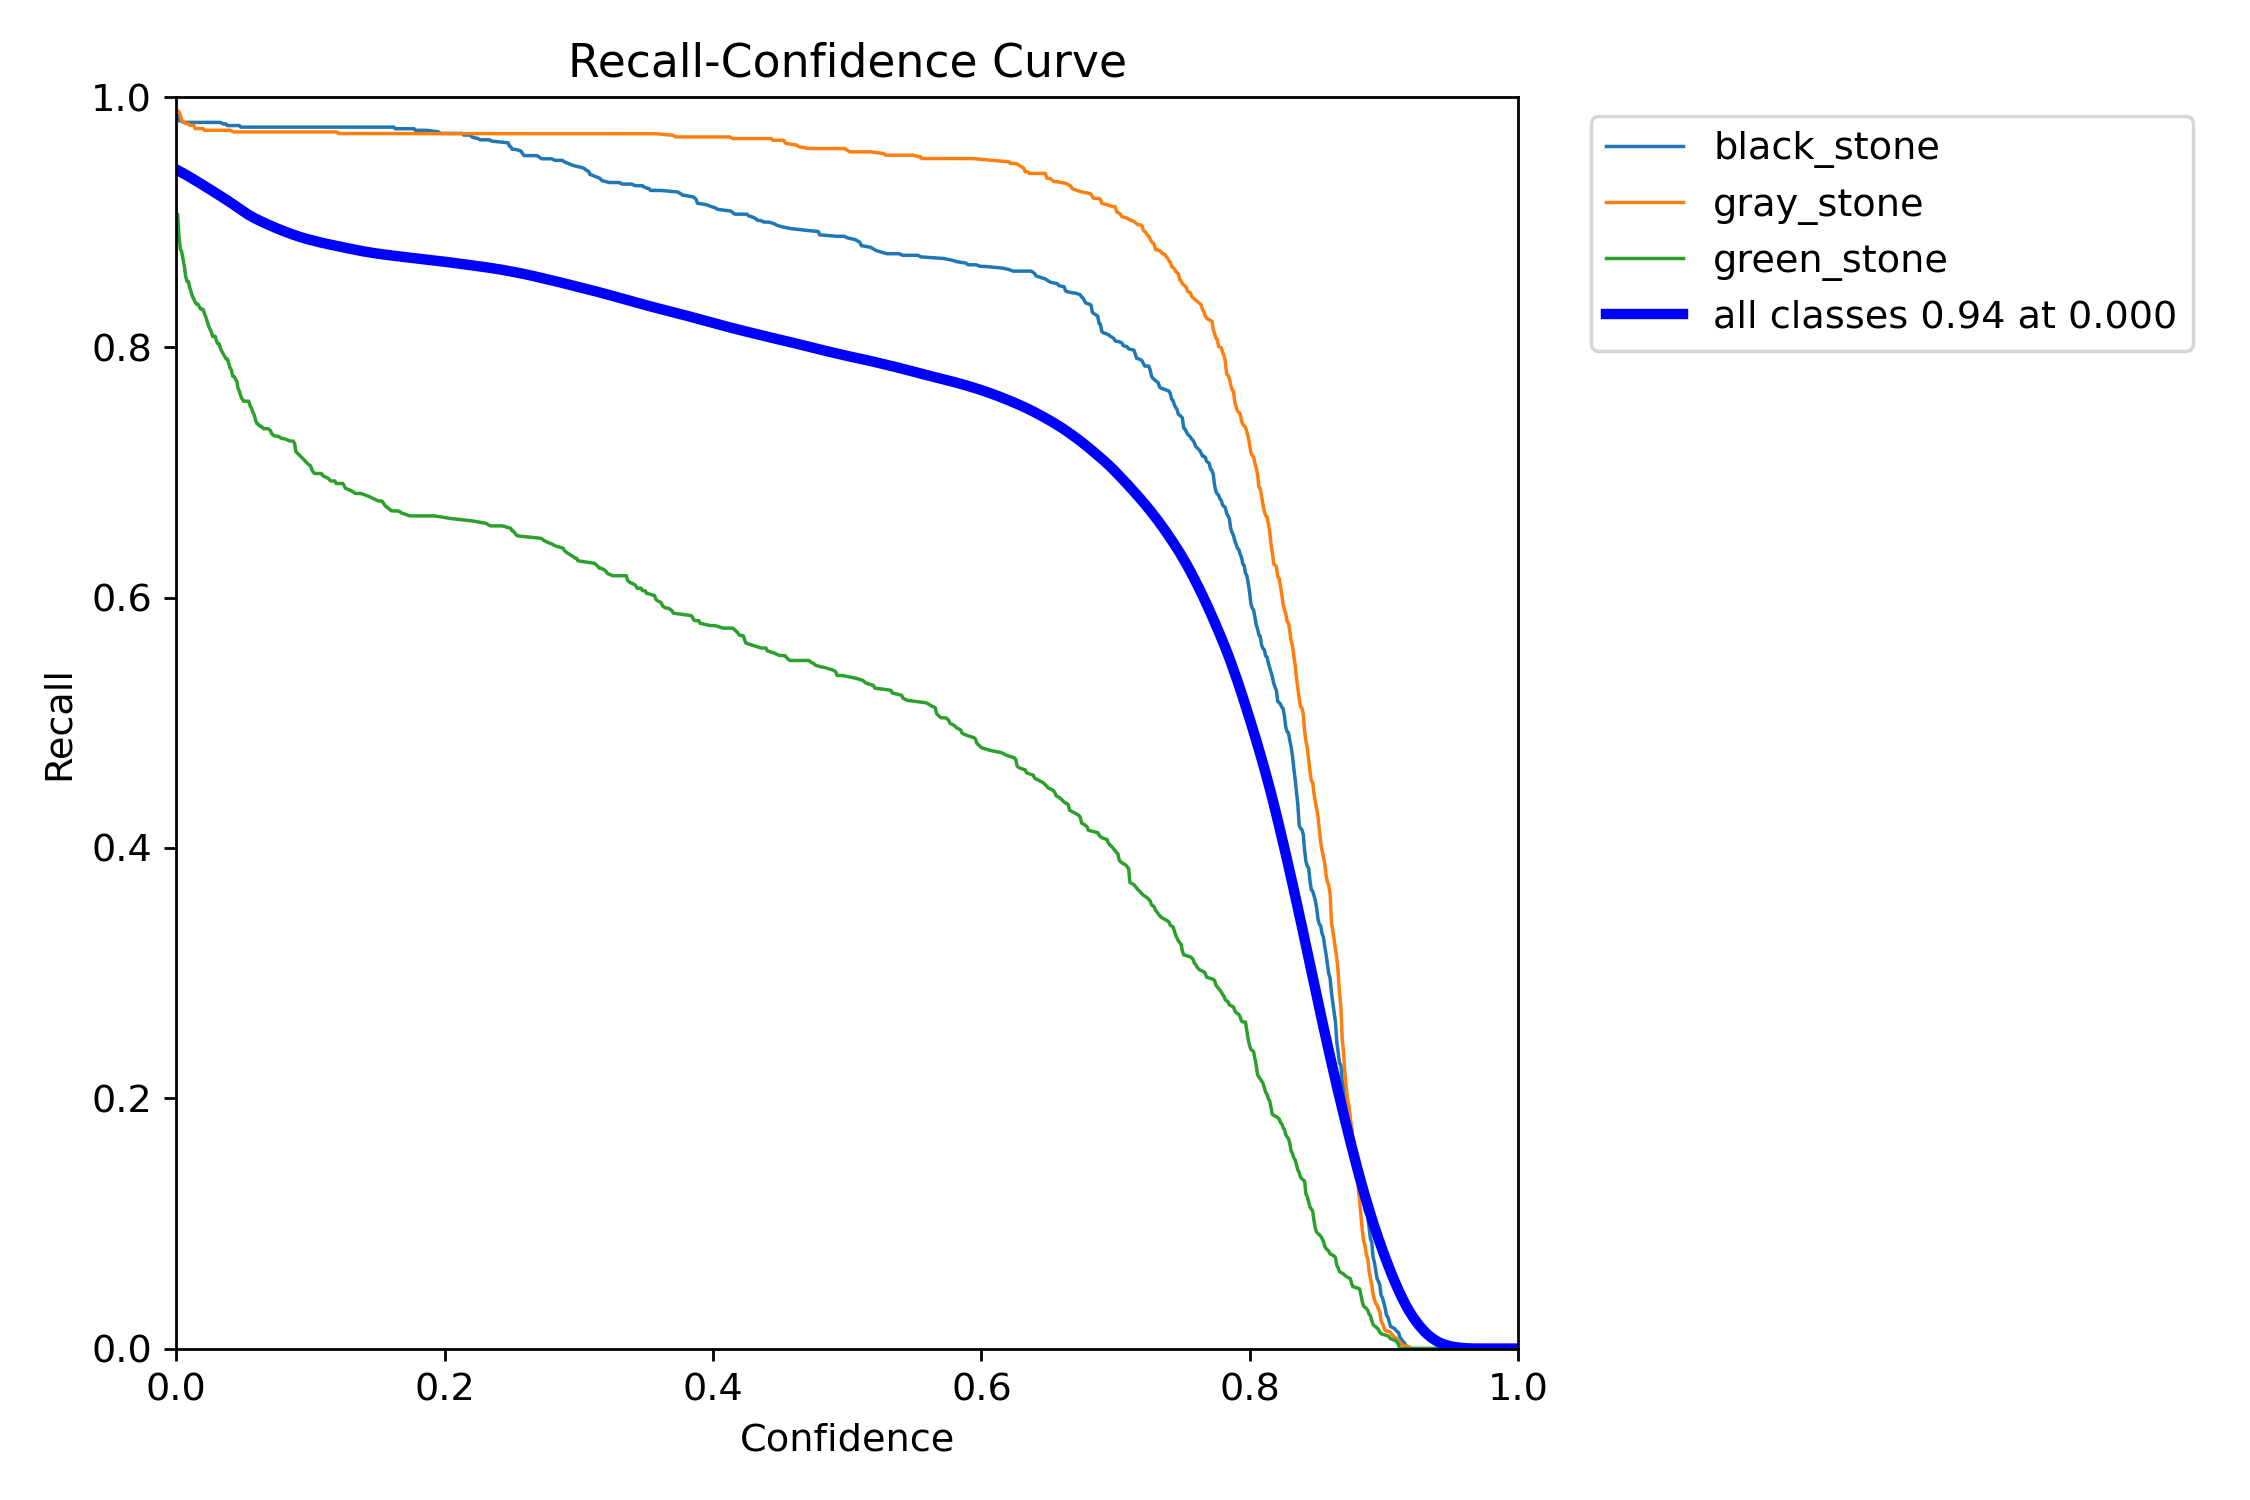 Recall-Confidence Curve
1.0
0.8
0.6
0.4
0.2
0.0
Recall
0.0 0.2 0.4 0.6 0.8 1.0
Confidence
black_stone
gray_stone
green_stone
all classes 0.94 at 0.000